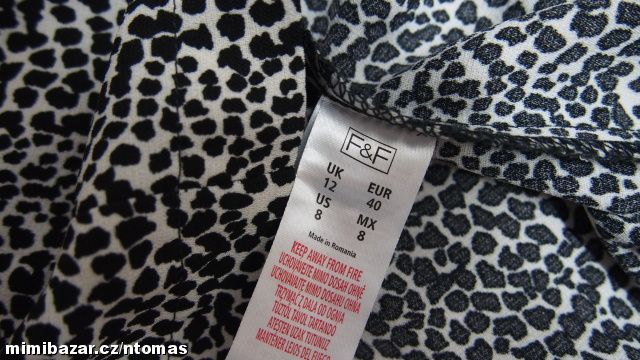 F&F
UK EUR
12 40
US MX
8 8
Made in Romania
KEEP AWAY FROM FIRE
UCHOVÁVEJTE MIMO DOSAH OHNĚ
UCHOVÁVAJTE MIMO DOSAHU OHŇA
TRZYMAĆ Z DALA OD OGNIA
TŰZTŐL TÁVOL TARTANDÓ
ATEŞTEN UZAK TUTUNUZ
MANTENER LEJOS DEL FUEGO
mimibazar.cz/ntomas